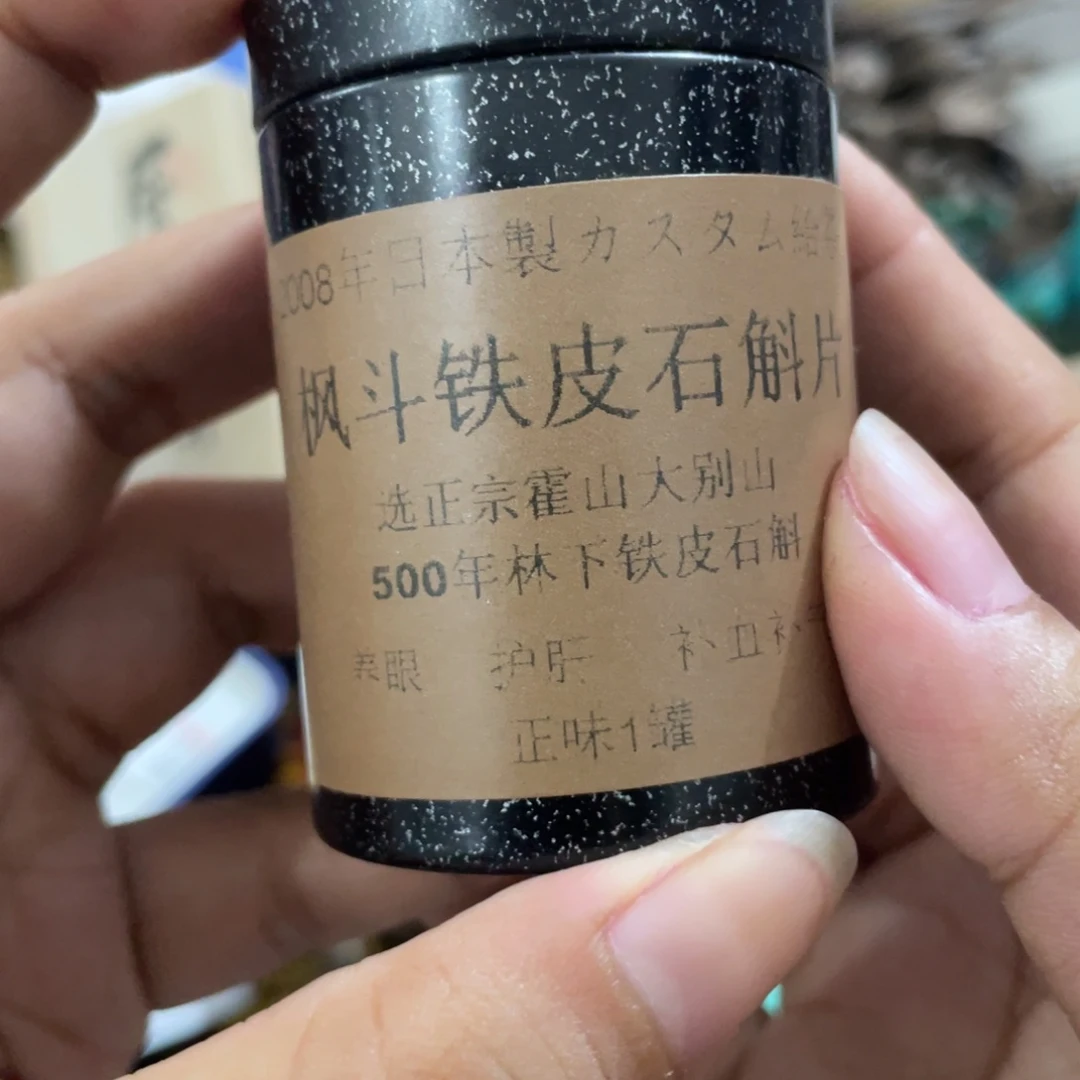 2008年日本製カスタム給
枫斗铁皮石斛片
选正宗霍山大别山
500年林下铁皮石斛
养眼 护肝 补血补
正味1罐